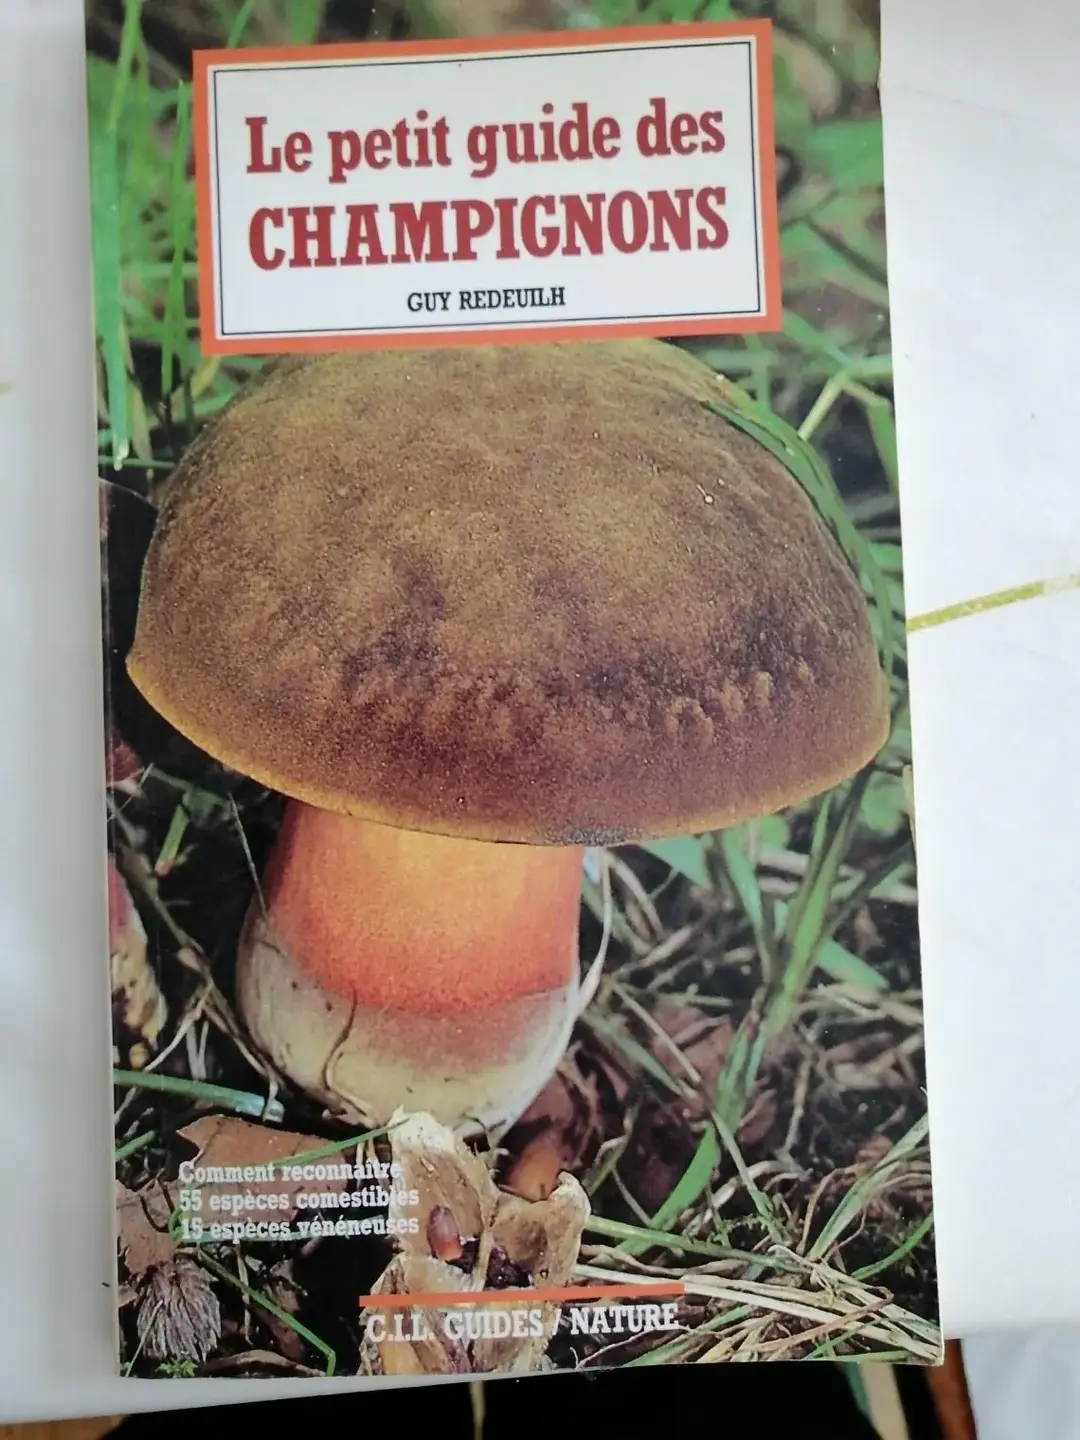 Le petit guide des
CHAMPIGNONS
GUY REDEUILH
Comment reconnaître
55 espèces comestibles
15 espèces vénéneuses
C.I.L. GUIDES / NATURE